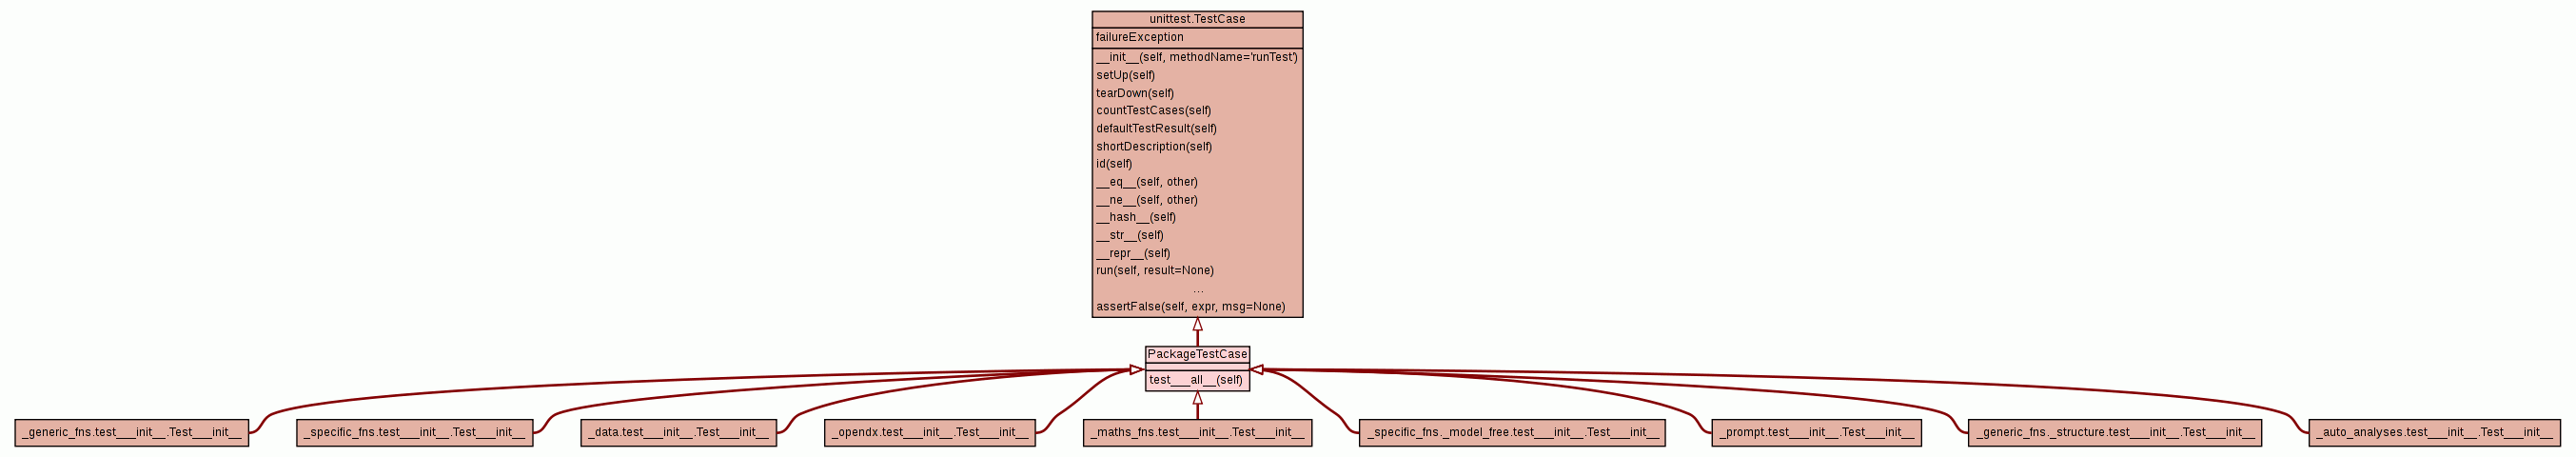 unittest.TestCase
failureException
__init__(self, methodName='runTest')
setUp(self)
tearDown(self)
countTestCases(self)
defaultTestResult(self)
shortDescription(self)
id(self)
__eq__(self, other)
__ne__(self, other)
__hash__(self)
__str__(self)
__repr__(self)
run(self, result=None)
...
assertFalse(self, expr, msg=None)
PackageTestCase
test___all__(self)
_generic_fns.test___init__.Test___init__
_specific_fns.test___init__.Test___init__
_data.test___init__.Test___init__
_opendx.test___init__.Test___init__
_maths_fns.test___init__.Test___init__
_specific_fns._model_free.test___init__.Test___init__
_prompt.test___init__.Test___init__
_generic_fns._structure.test___init__.Test___init__
_auto_analyses.test___init__.Test___init__